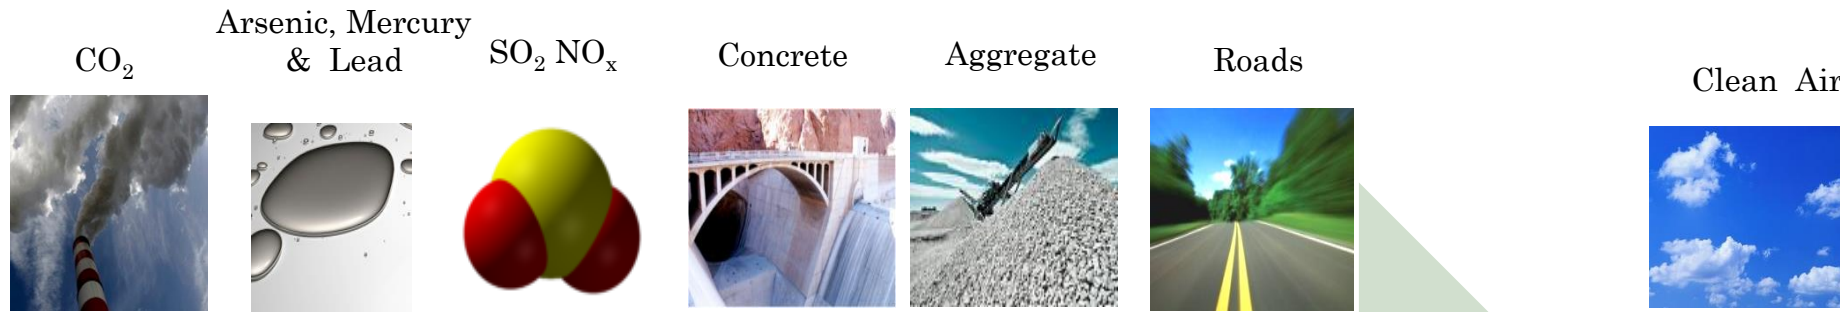 CO₂
Arsenic, Mercury
& Lead
SO₂ NOₓ
Concrete
Aggregate
Roads
Clean Air